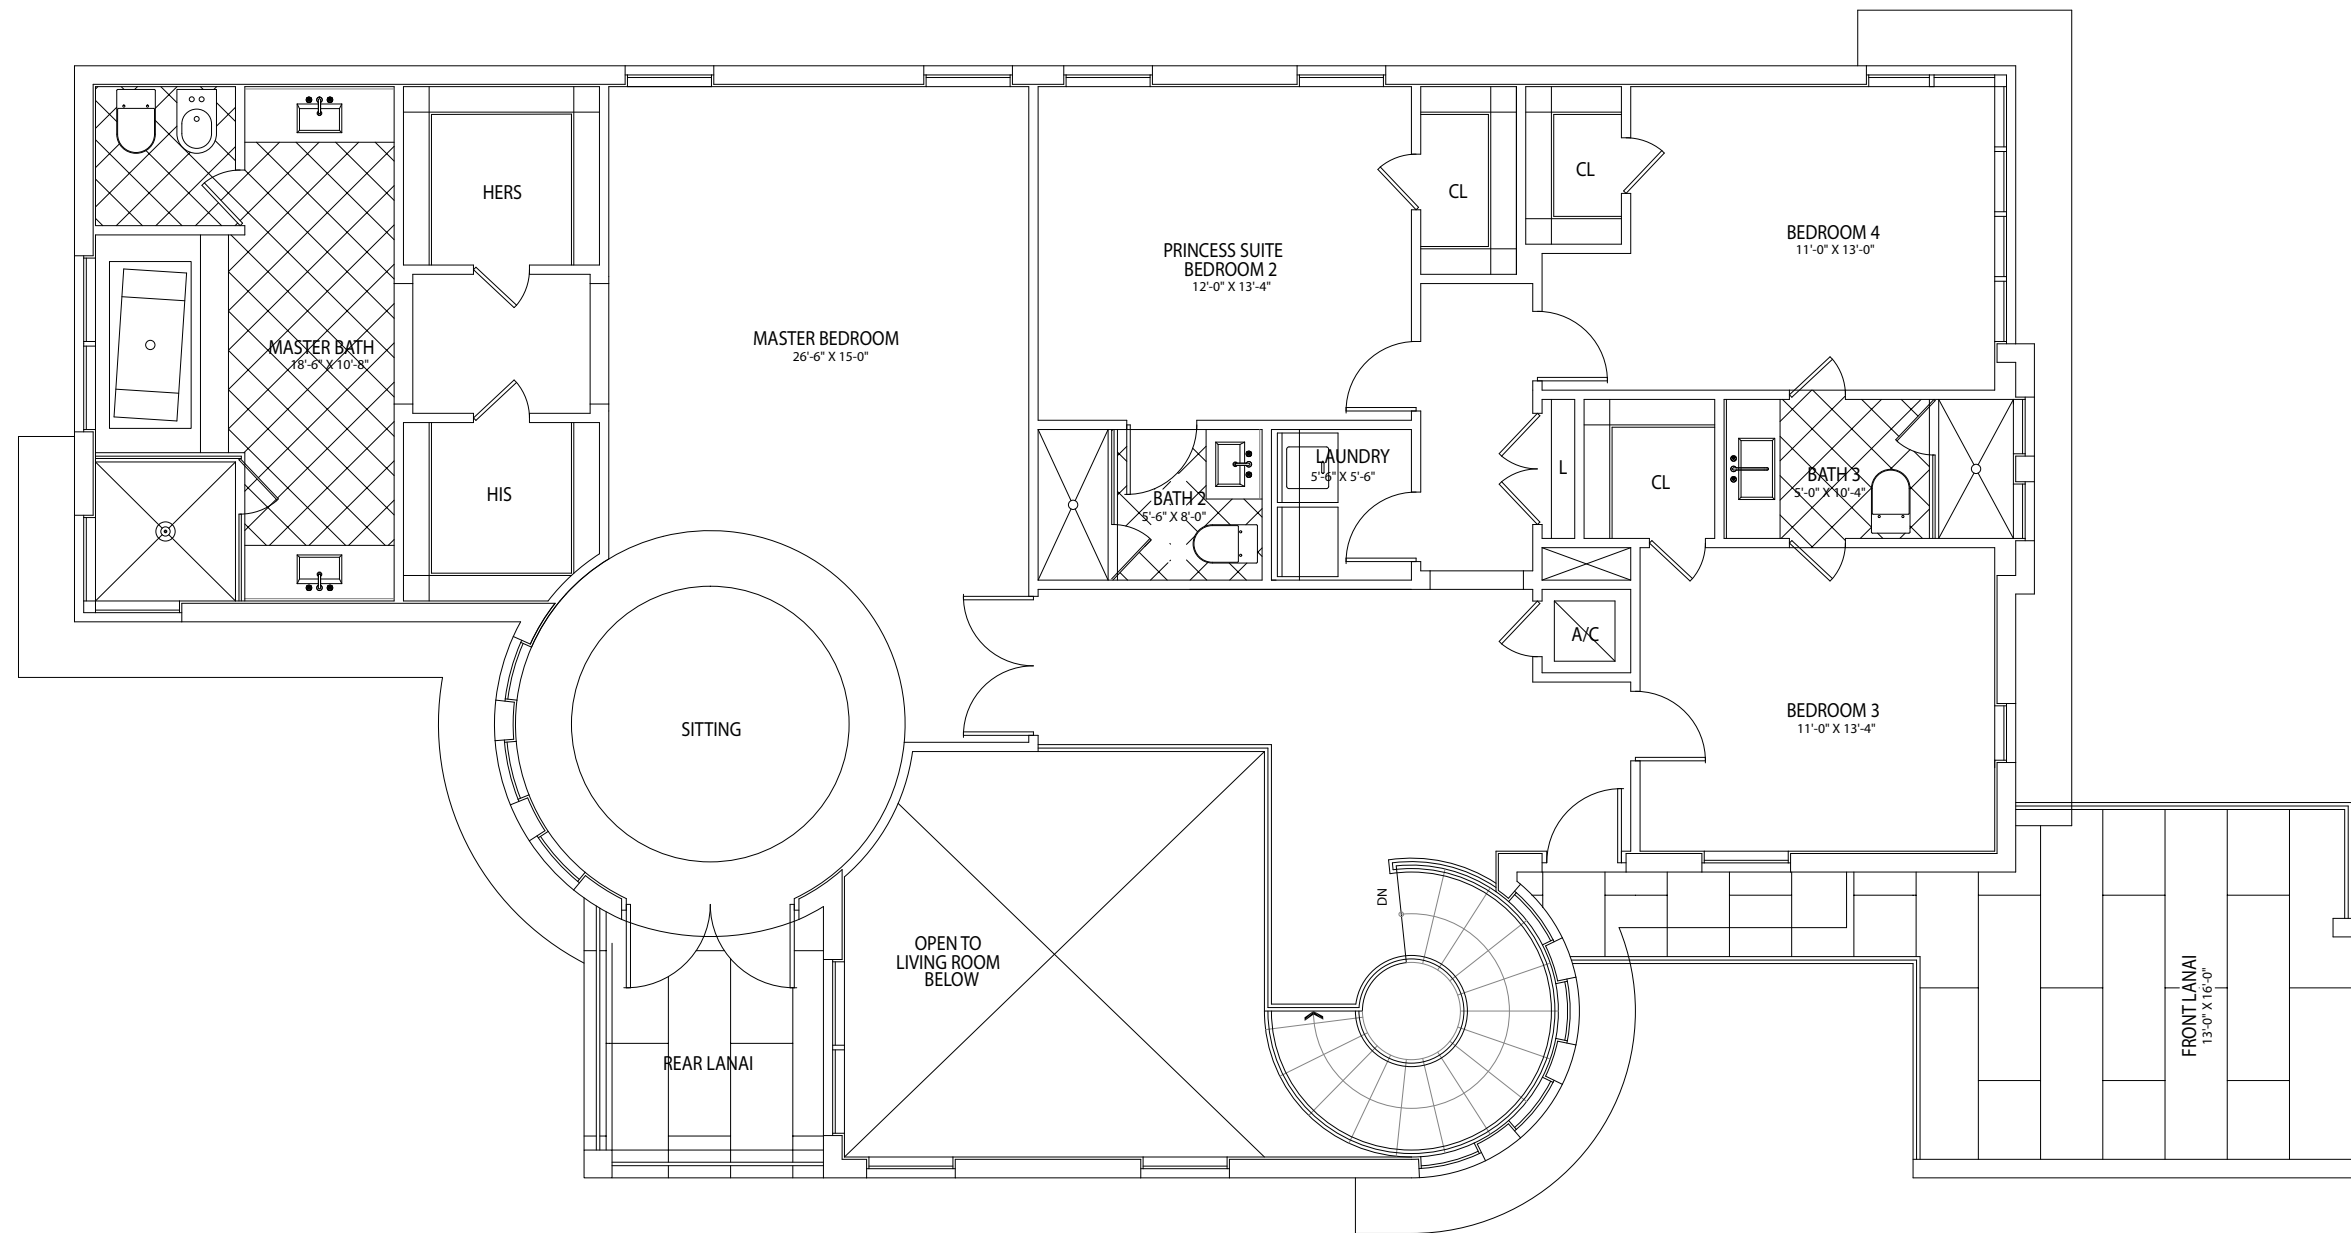 HERS
CL
CL
BEDROOM 4
11'-0" X 13'-0"
PRINCESS SUITE
BEDROOM 2
12'-0" X 13'-4"
MASTER BEDROOM
26'-6" X 15-0"
MASTER BATH
18'-6" X 10'-8"
HIS
BATH 2
5'-6" X 8'-0"
LAUNDRY
5'-6" X 5'-6"
L
CL
BATH 3
5'-0" X 10'-4"
A/C
BEDROOM 3
11'-0" X 13'-4"
SITTING
DN
OPEN TO
LIVING ROOM
BELOW
REAR LANAI
FRONT LANAI
13'-0" X 16'-0"